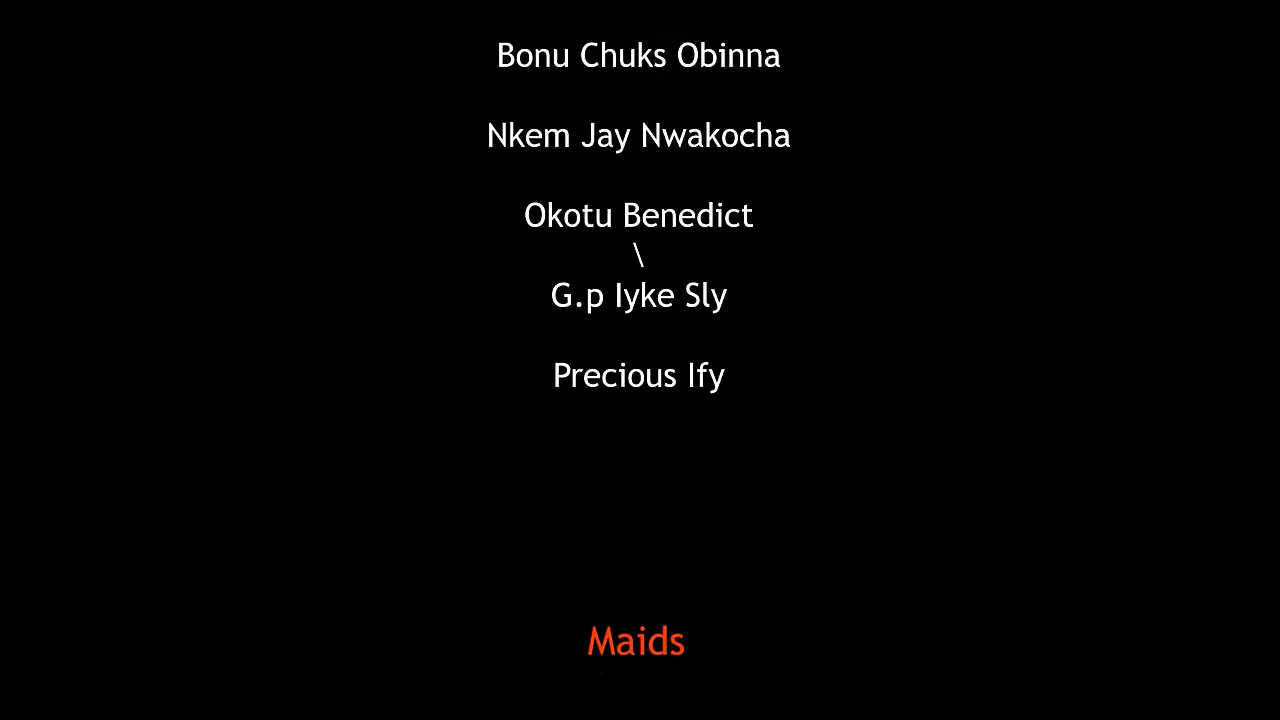 Bonu Chuks Obinna
Nkem Jay Nwakocha
Okotu Benedict
\
G.p Iyke Sly
Precious Ify
Maids